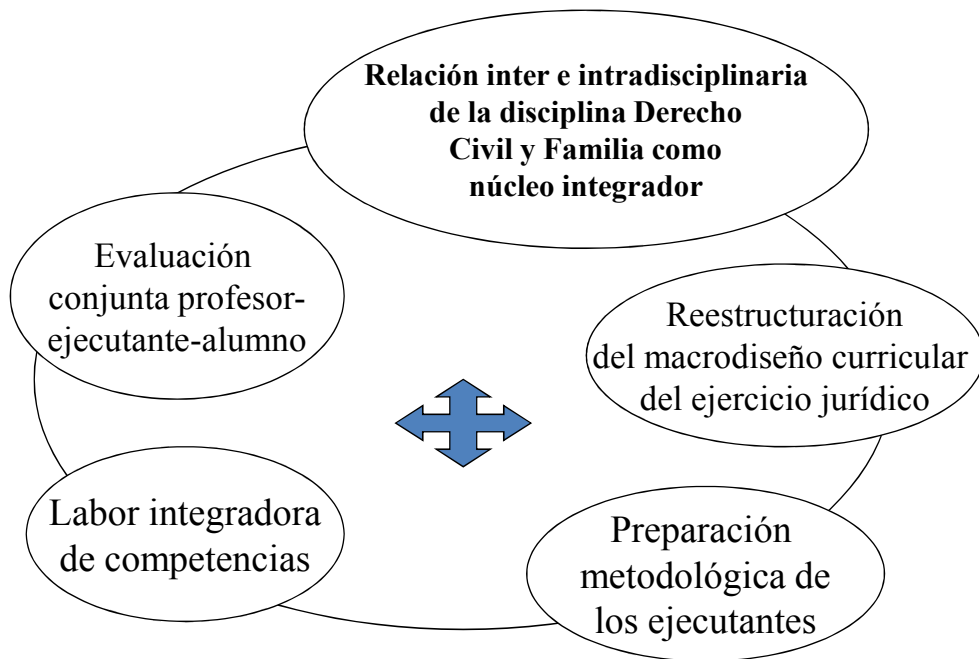 Relación inter e intradisciplinaria
de la disciplina Derecho
Civil y Familia como
núcleo integrador
Evaluación
conjunta profesor-
ejecutante-alumno
Reestructuración
del macrodiseño curricular
del ejercicio jurídico
Labor integradora
de competencias
Preparación
metodológica de
los ejecutantes